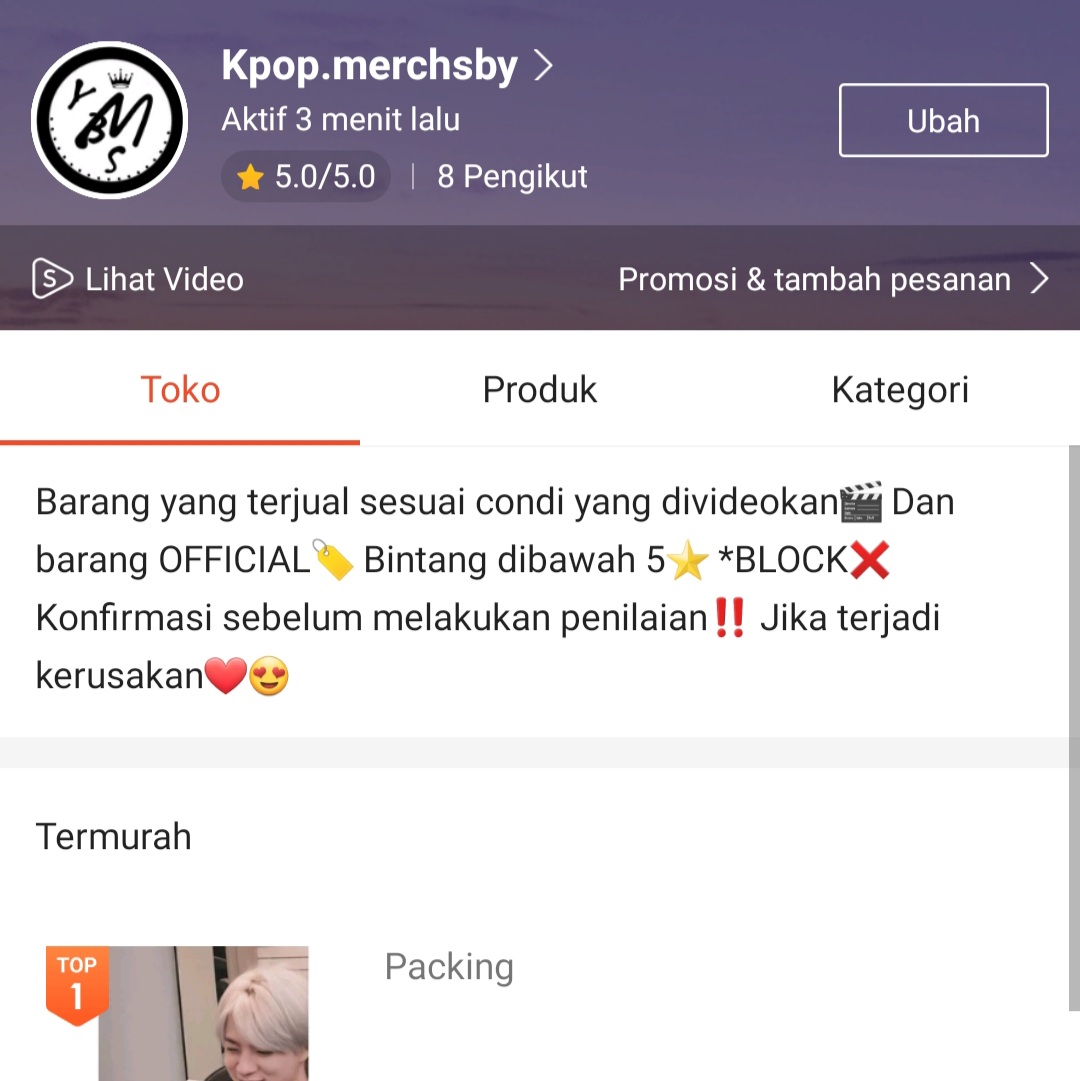 Y M B S
Kpop.merchsby
Aktif 3 menit lalu
5.0/5.0 | 8 Pengikut
Ubah
S Lihat Video
Promosi & tambah pesanan
Toko
Produk
Kategori
Barang yang terjual sesuai condi yang divideokan🎬 Dan
barang OFFICIAL🏷️ Bintang dibawah 5⭐ *BLOCK❌
Konfirmasi sebelum melakukan penilaian‼️ Jika terjadi
kerusakan❤️😍
Termurah
TOP
1
Packing